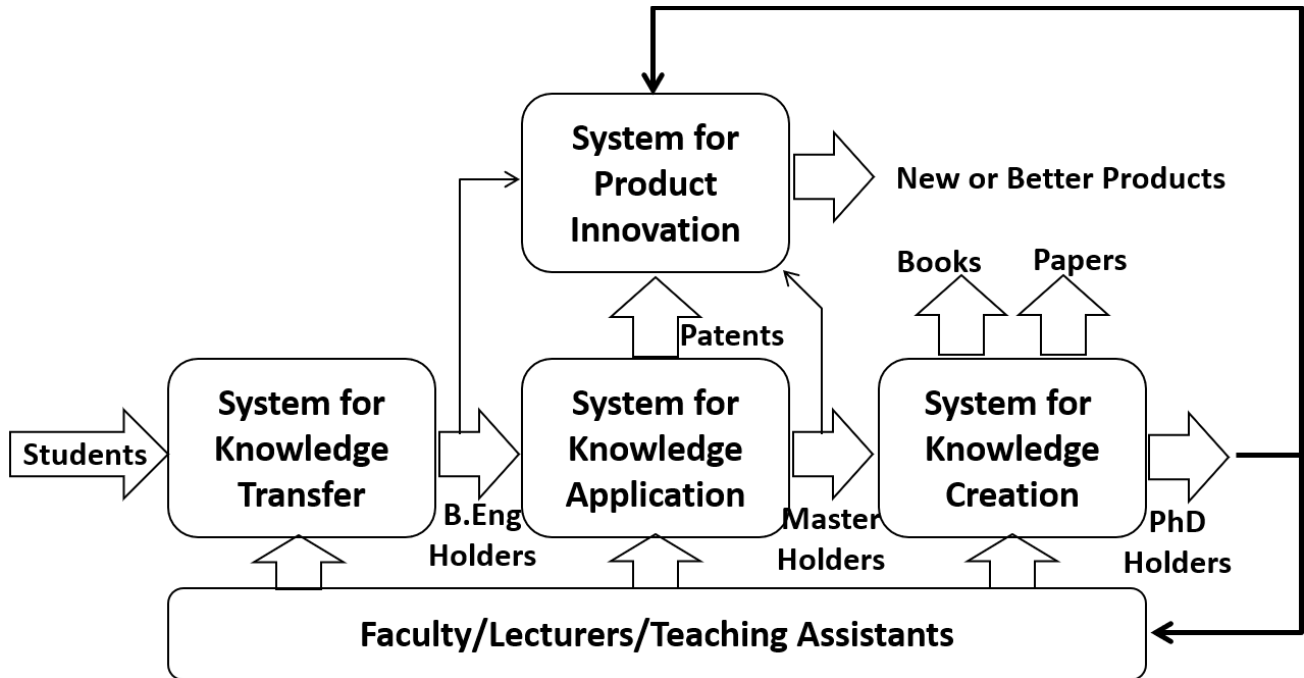 System for
Product
Innovation
New or Better Products
Books
Papers
Patents
Students
System for
Knowledge
Transfer
B.Eng
Holders
System for
Knowledge
Application
Master
Holders
System for
Knowledge
Creation
PhD
Holders
Faculty/Lecturers/Teaching Assistants